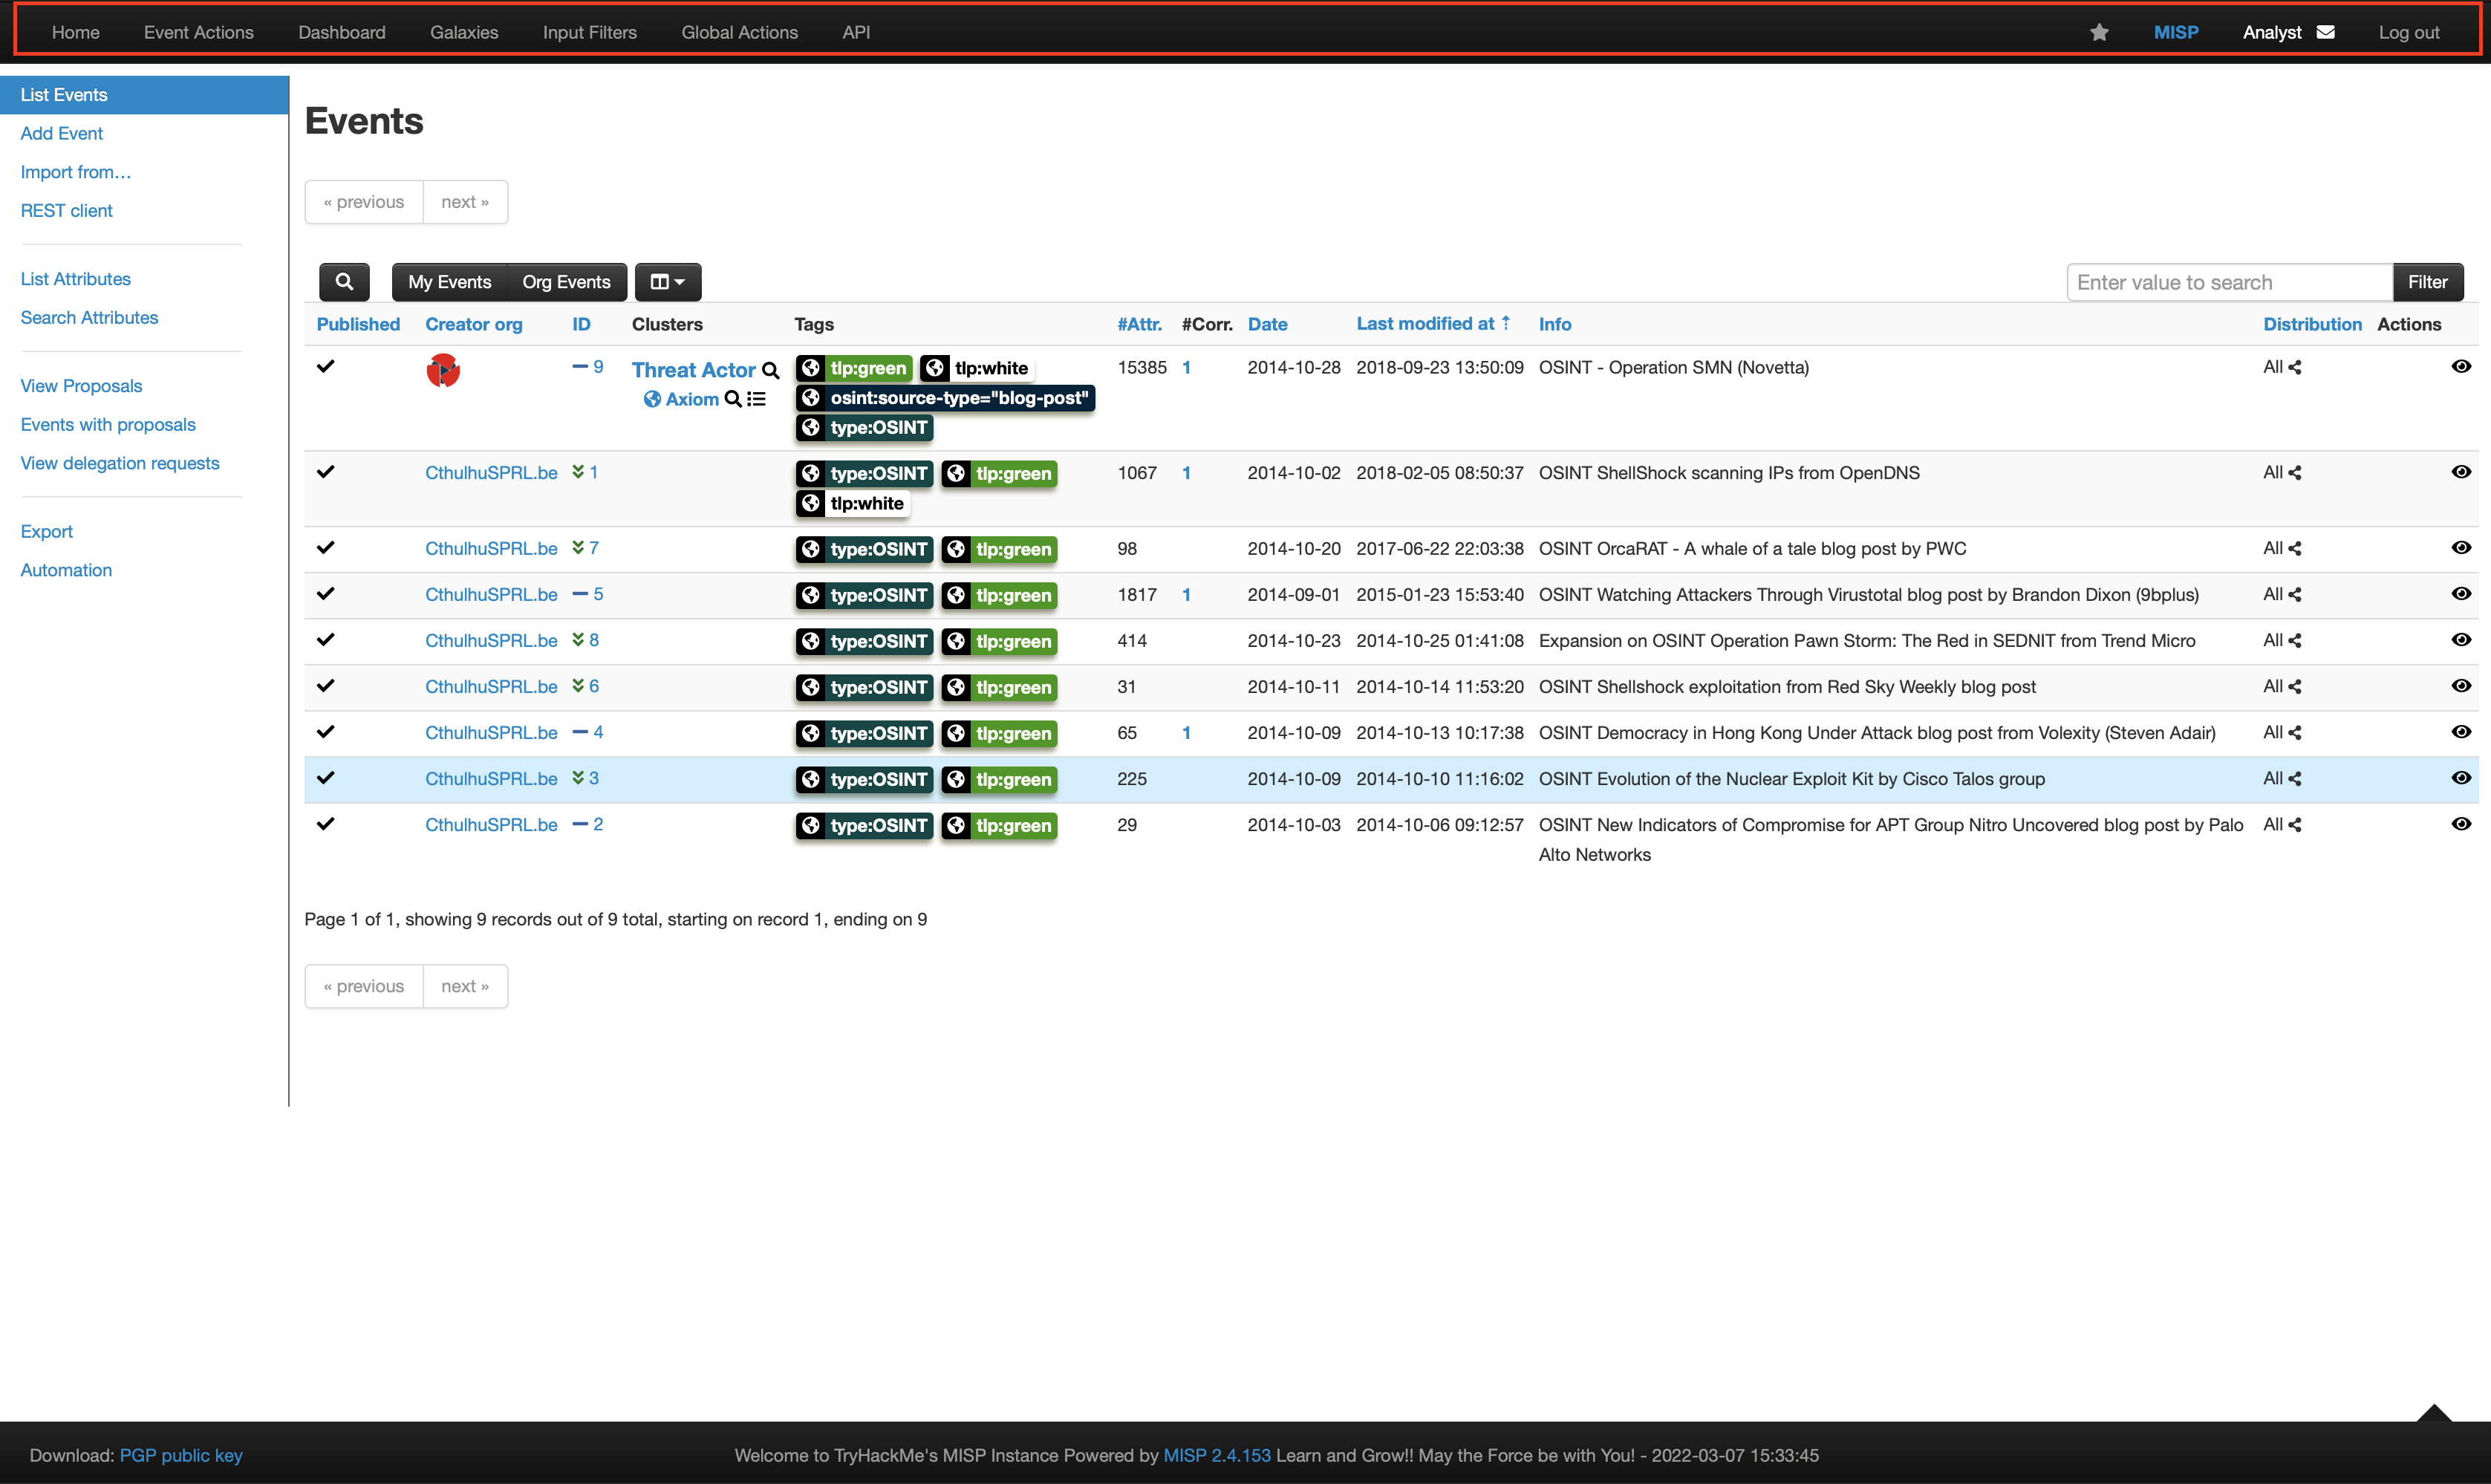 Home Event Actions Dashboard Galaxies Input Filters Global Actions API MISP Analyst Log out
List Events
Add Event
Import from…
REST client
List Attributes
Search Attributes
View Proposals
Events with proposals
View delegation requests
Export
Automation
Events
« previous next »
My Events Org Events Enter value to search Filter
Published Creator org ID Clusters Tags #Attr. #Corr. Date Last modified at ↑ Info Distribution Actions
9 Threat Actor tlp:green tlp:white 15385 1 2014-10-28 2018-09-23 13:50:09 OSINT - Operation SMN (Novetta) All
Axiom osint:source-type="blog-post"
type:OSINT
CthulhuSPRL.be 1 type:OSINT tlp:green 1067 1 2014-10-02 2018-02-05 08:50:37 OSINT ShellShock scanning IPs from OpenDNS All
tlp:white
CthulhuSPRL.be 7 type:OSINT tlp:green 98 2014-10-20 2017-06-22 22:03:38 OSINT OrcaRAT - A whale of a tale blog post by PWC All
CthulhuSPRL.be 5 type:OSINT tlp:green 1817 1 2014-09-01 2015-01-23 15:53:40 OSINT Watching Attackers Through Virustotal blog post by Brandon Dixon (9bplus) All
CthulhuSPRL.be 8 type:OSINT tlp:green 414 2014-10-23 2014-10-25 01:41:08 Expansion on OSINT Operation Pawn Storm: The Red in SEDNIT from Trend Micro All
CthulhuSPRL.be 6 type:OSINT tlp:green 31 2014-10-11 2014-10-14 11:53:20 OSINT Shellshock exploitation from Red Sky Weekly blog post All
CthulhuSPRL.be 4 type:OSINT tlp:green 65 1 2014-10-09 2014-10-13 10:17:38 OSINT Democracy in Hong Kong Under Attack blog post from Volexity (Steven Adair) All
CthulhuSPRL.be 3 type:OSINT tlp:green 225 2014-10-09 2014-10-10 11:16:02 OSINT Evolution of the Nuclear Exploit Kit by Cisco Talos group All
CthulhuSPRL.be 2 type:OSINT tlp:green 29 2014-10-03 2014-10-06 09:12:57 OSINT New Indicators of Compromise for APT Group Nitro Uncovered blog post by Palo All
Alto Networks
Page 1 of 1, showing 9 records out of 9 total, starting on record 1, ending on 9
« previous next »
Download: PGP public key Welcome to TryHackMe's MISP Instance Powered by MISP 2.4.153 Learn and Grow!! May the Force be with You! - 2022-03-07 15:33:45